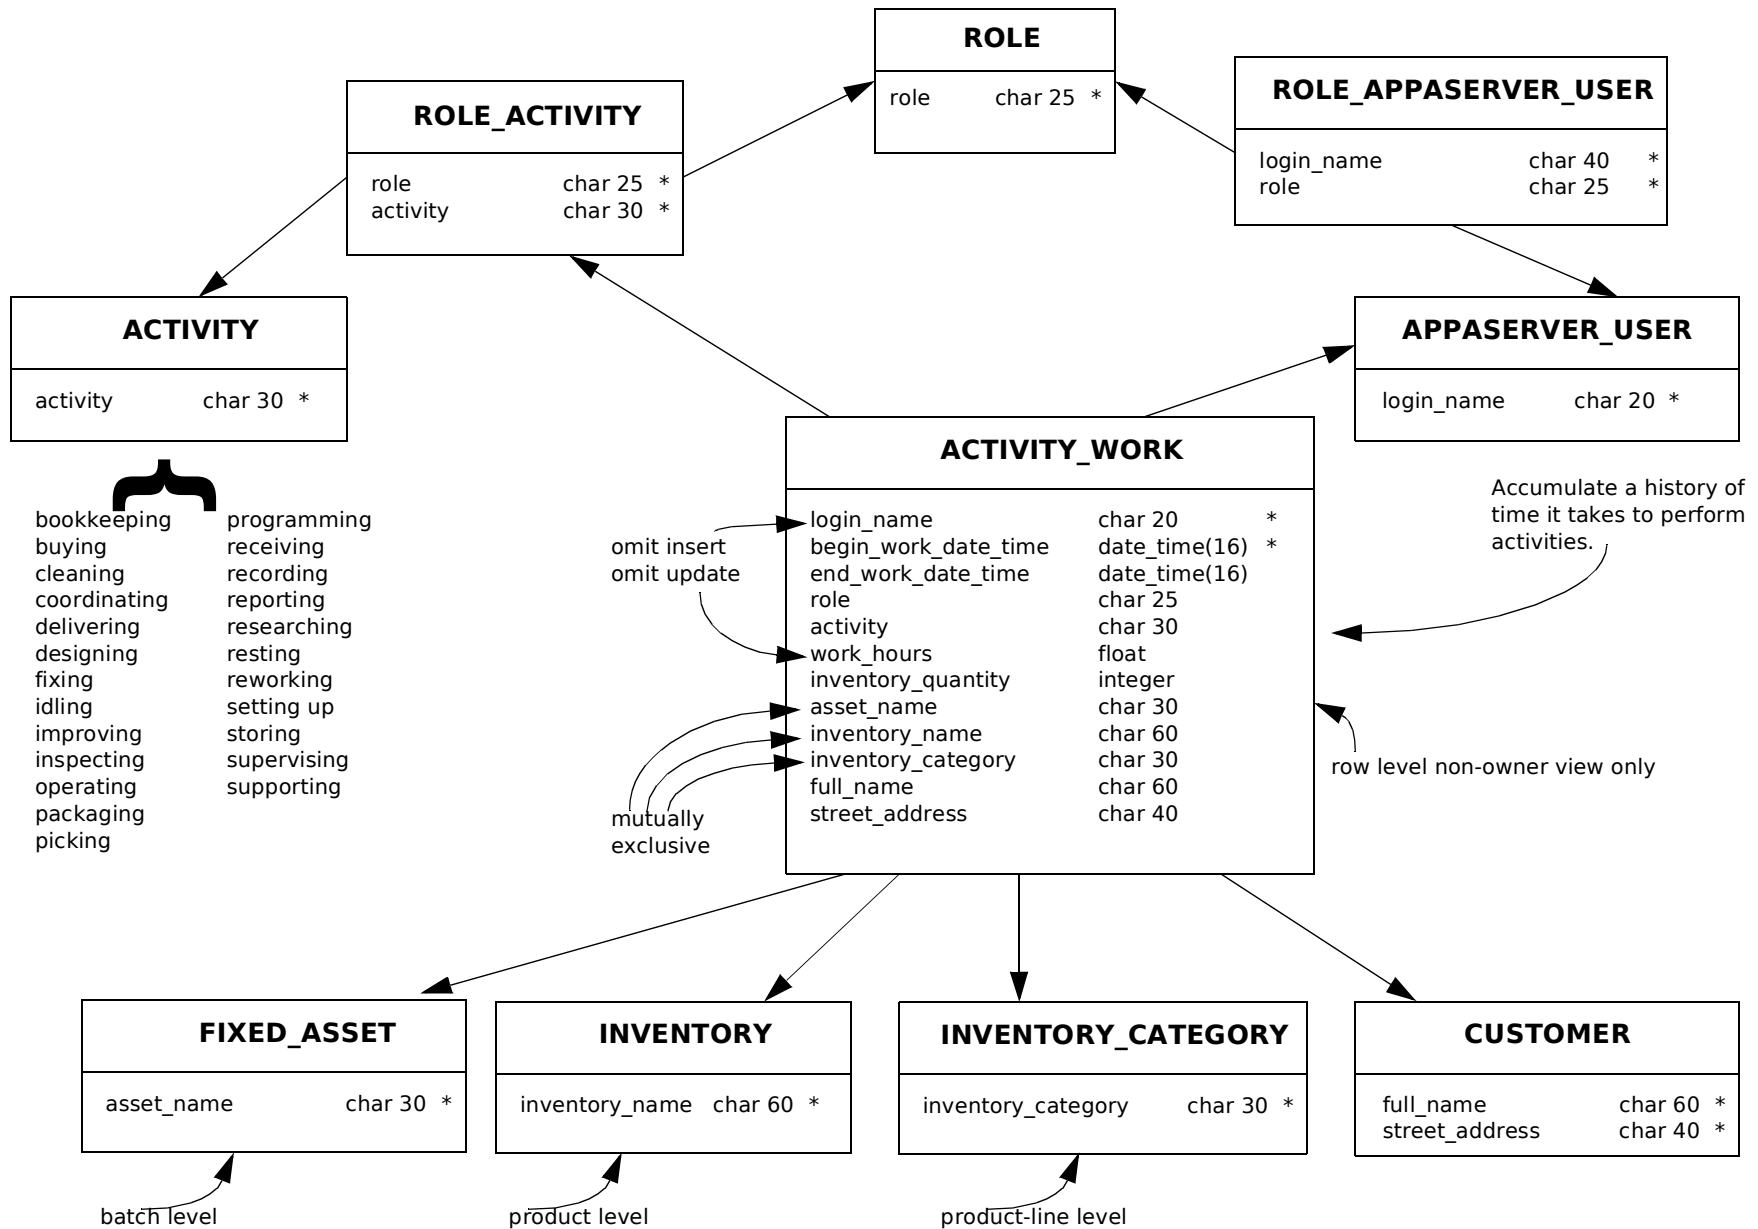 ROLE
role char 25 *
ROLE_APPASERVER_USER
login_name char 40 *
role char 25 *
ROLE_ACTIVITY
role char 25 *
activity char 30 *
ACTIVITY
activity char 30 *
APPASERVER_USER
login_name char 20 *
bookkeeping programming
buying receiving
cleaning recording
coordinating reporting
delivering researching
designing resting
fixing reworking
idling setting up
improving storing
inspecting supervising
operating supporting
packaging
picking
omit insert
omit update
mutually
exclusive
ACTIVITY_WORK
login_name char 20 *
begin_work_date_time date_time(16) *
end_work_date_time date_time(16)
role char 25
activity char 30
work_hours float
inventory_quantity integer
asset_name char 30
inventory_name char 60
inventory_category char 30
full_name char 60
street_address char 40
Accumulate a history of
time it takes to perform
activities.
row level non-owner view only
FIXED_ASSET
asset_name char 30 *
batch level
INVENTORY
inventory_name char 60 *
product level
INVENTORY_CATEGORY
inventory_category char 30 *
product-line level
CUSTOMER
full_name char 60 *
street_address char 40 *